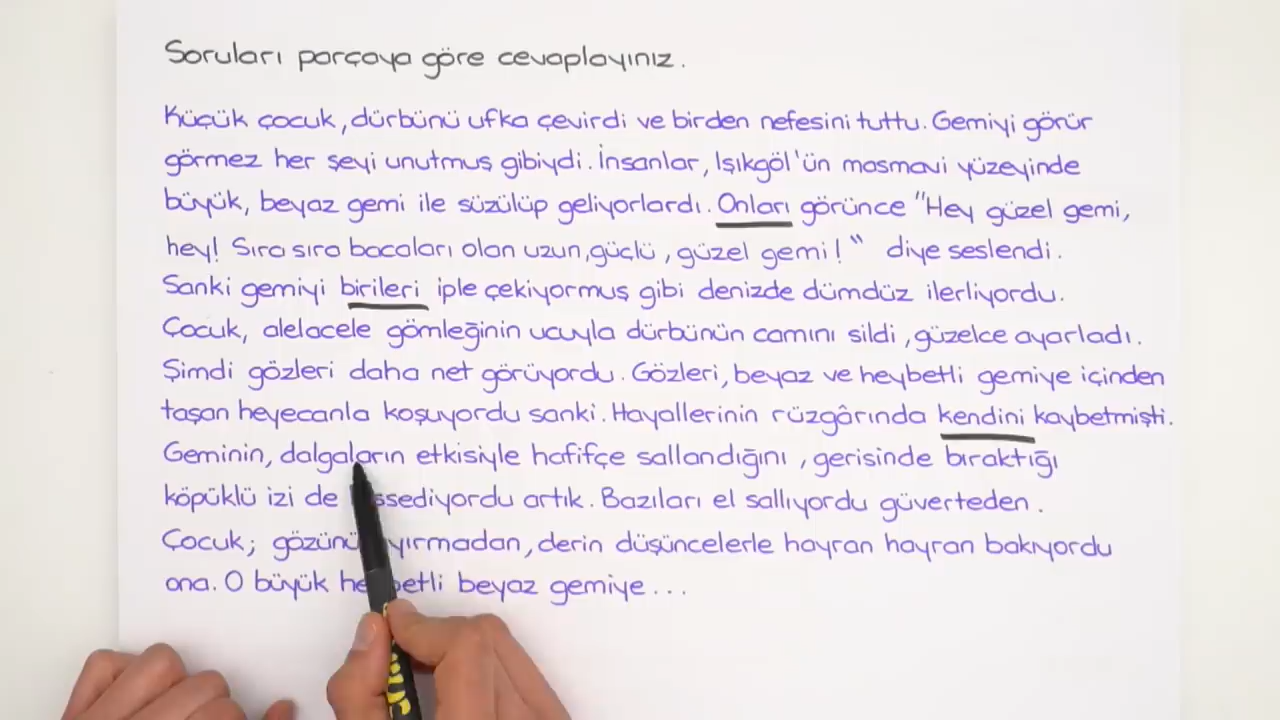 Soruları parçaya göre cevaplayınız.
Küçük çocuk, dürbünü ufka çevirdi ve birden nefesini tuttu. Gemiyi görür
görmez her şeyi unutmuş gibiydi. İnsanlar, Işıkgöl'ün masmavi yüzeyinde
büyük, beyaz gemi ile süzülüp geliyorlardı. Onları görünce "Hey güzel gemi,
hey! Sıra sıra bacaları olan uzun, güçlü, güzel gemi!" diye seslendi.
Sanki gemiyi birileri iple çekiyormuş gibi denizde dümdüz ilerliyordu.
Çocuk, alelacele gömleğinin ucuyla dürbünün camını sildi, güzelce ayarladı.
Şimdi gözleri daha net görüyordu. Gözleri, beyaz ve heybetli gemiye içinden
taşan heyecanla koşuyordu sanki. Hayallerinin rüzgârında kendini kaybetmişti.
Geminin, dalgaların etkisiyle hafifçe sallandığını, gerisinde bıraktığı
köpüklü izi de artık. Bazıları el sallıyordu güverteden.
Çocuk; gözünü derin düşüncelerle hayran hayran bakıyordu
ona. O büyük beyaz gemiye...